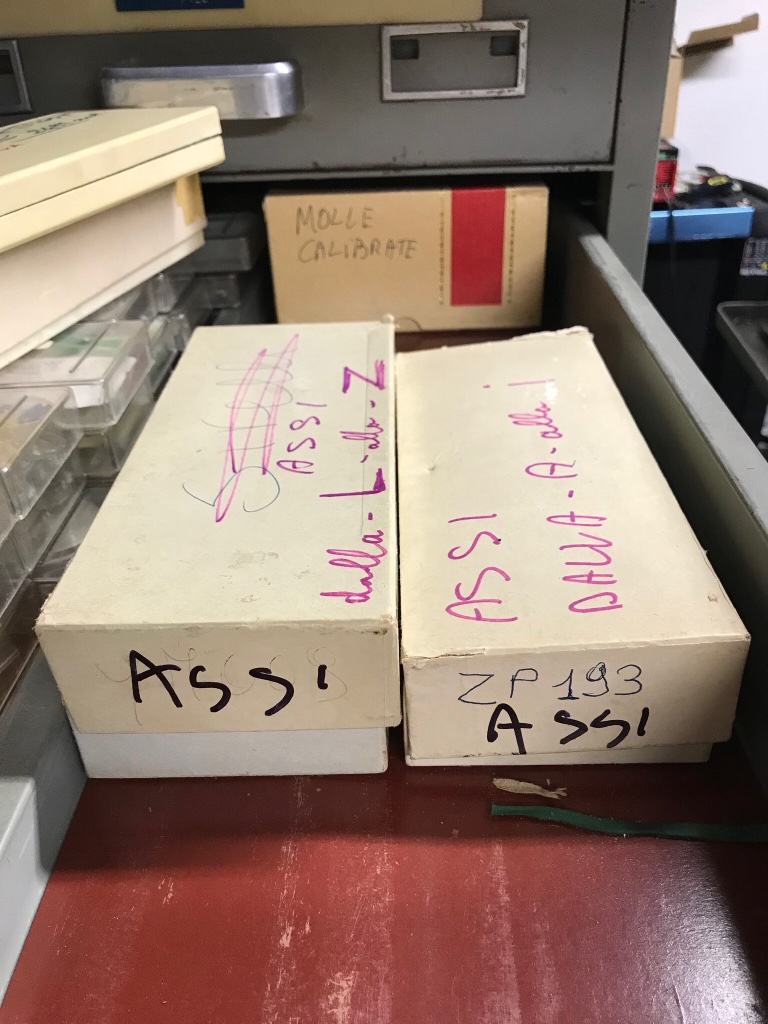 MOLLE
CALIBRATE
ASSI
dalla - L - alla - Z
ASSI
ASSI
DALLA - A - alla - i
ZP 193
ASSI